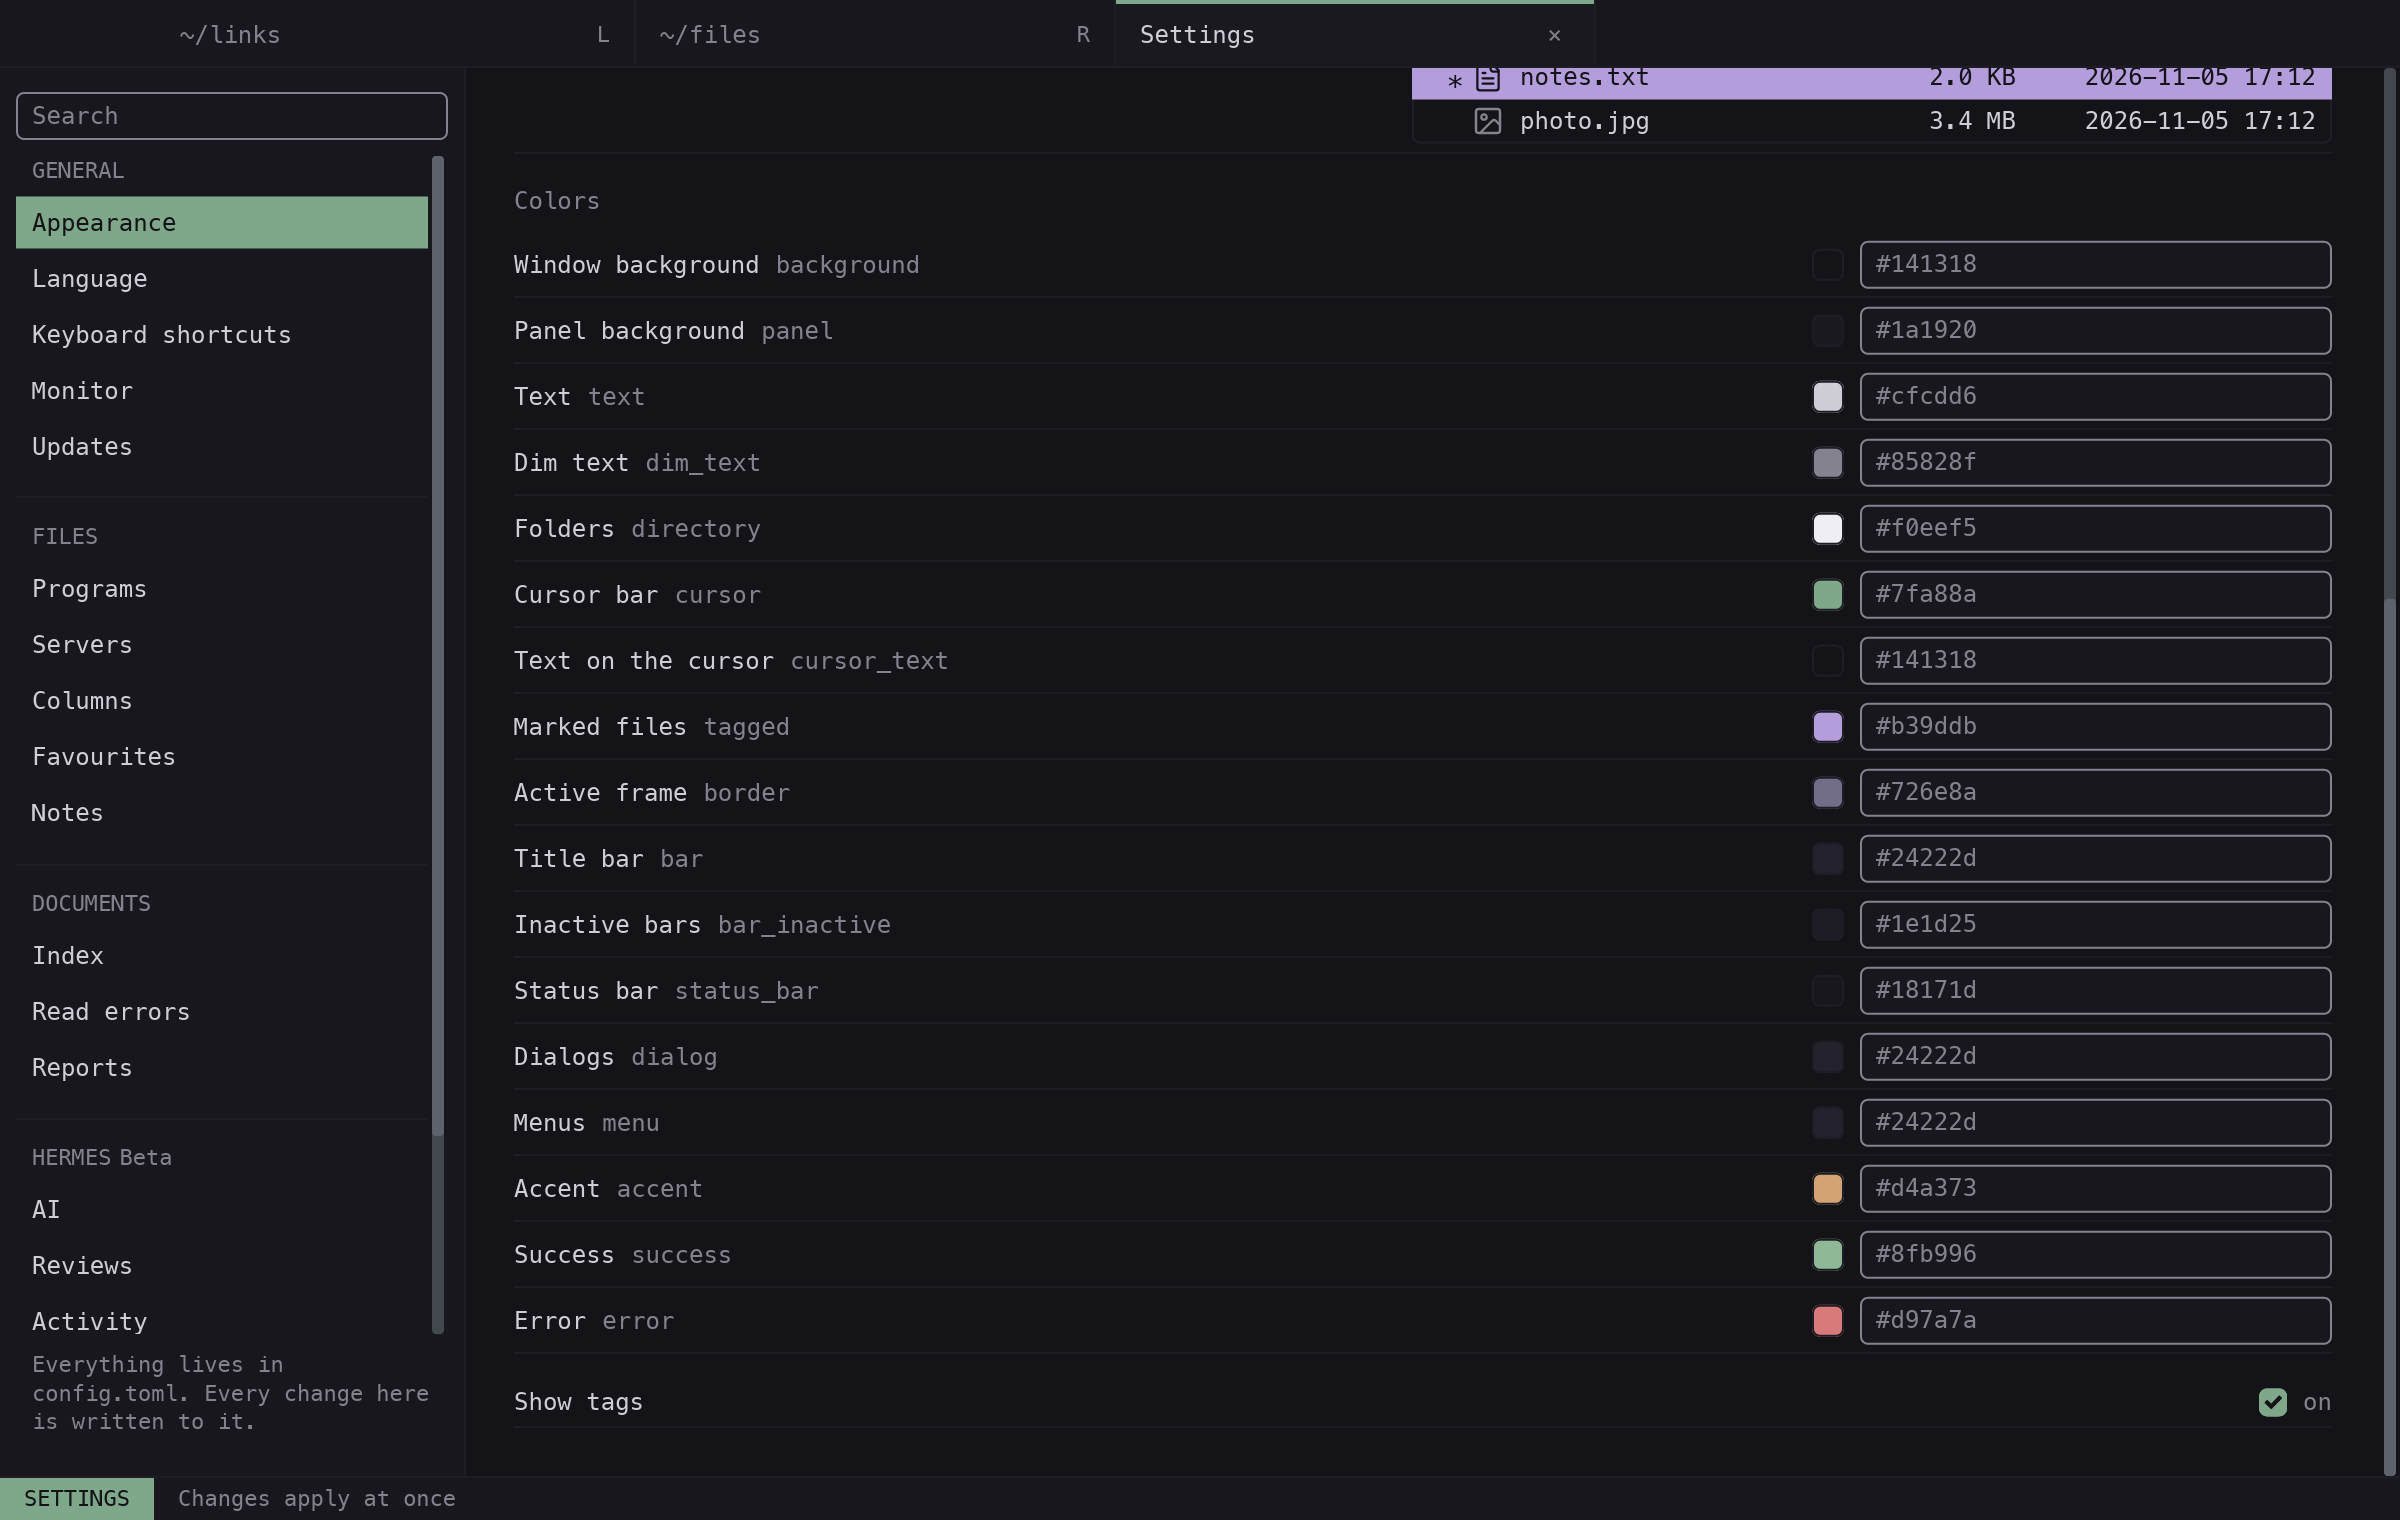 ~/links L ~/files R Settings ×
Search
GENERAL
Appearance
Language
Keyboard shortcuts
Monitor
Updates
FILES
Programs
Servers
Columns
Favourites
Notes
DOCUMENTS
Index
Read errors
Reports
HERMES Beta
AI
Reviews
Activity
Everything lives in
config.toml. Every change here
is written to it.
* notes.txt 2.0 KB 2026-11-05 17:12
photo.jpg 3.4 MB 2026-11-05 17:12
Colors
Window background background #141318
Panel background panel #1a1920
Text text #cfcdd6
Dim text dim_text #85828f
Folders directory #f0eef5
Cursor bar cursor #7fa88a
Text on the cursor cursor_text #141318
Marked files tagged #b39ddb
Active frame border #726e8a
Title bar bar #24222d
Inactive bars bar_inactive #1e1d25
Status bar status_bar #18171d
Dialogs dialog #24222d
Menus menu #24222d
Accent accent #d4a373
Success success #8fb996
Error error #d97a7a
Show tags on
SETTINGS Changes apply at once